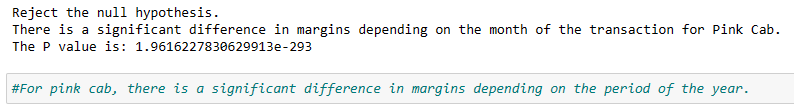 Reject the null hypothesis.
There is a significant difference in margins depending on the month of the transaction for Pink Cab.
The P value is: 1.9616227830629913e-293
#For pink cab, there is a significant difference in margins depending on the period of the year.